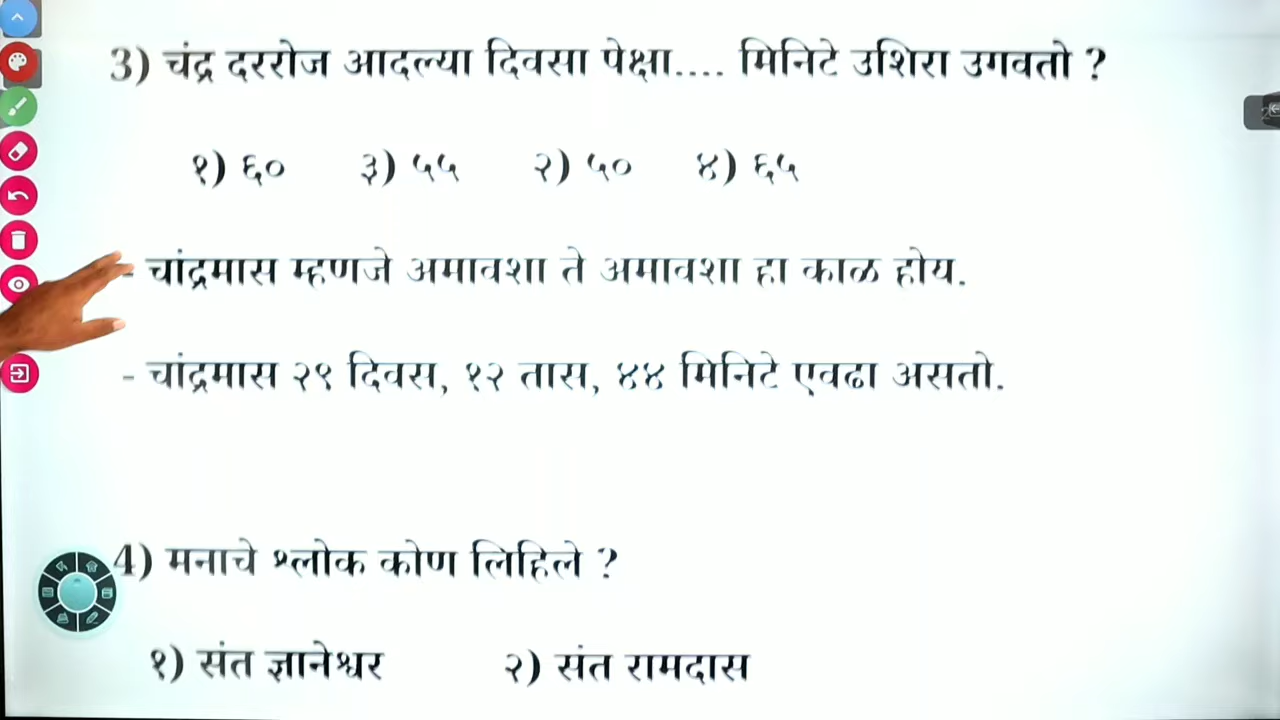 3) चंद्र दररोज आदल्या दिवसा पेक्षा.... मिनिटे उशिरा उगवतो ?
१) ६० ३) ५५ २) ५० ४) ६५
- चांद्रमास म्हणजे अमावशा ते अमावशा हा काळ होय.
- चांद्रमास २९ दिवस, १२ तास, ४४ मिनिटे एवढा असतो.
4) मनाचे श्लोक कोण लिहिले ?
१) संत ज्ञानेश्वर २) संत रामदास